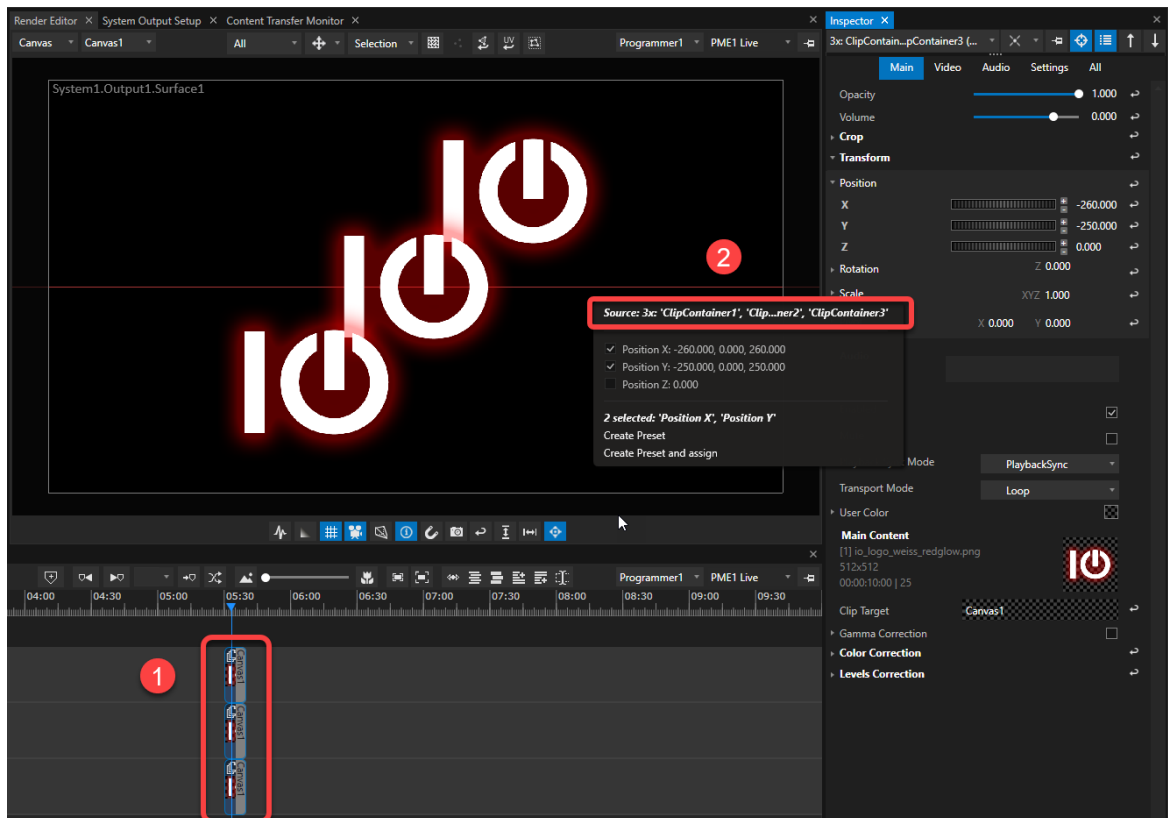 Render Editor × System Output Setup × Content Transfer Monitor ×
Canvas Canvas1 All Selection UV Programmer1 PME1 Live
System1.Output1.Surface1
IO
IO
IO
2
Source: 3x: 'ClipContainer1', 'Clip...ner2', 'ClipContainer3'
Position X: -260.000, 0.000, 260.000
Position Y: -250.000, 0.000, 250.000
Position Z: 0.000
2 selected: 'Position X', 'Position Y'
Create Preset
Create Preset and assign
Programmer1 PME1 Live
04:00 04:30 05:00 05:30 06:00 06:30 07:00 07:30 08:00 08:30 09:00 09:30
1
Canvas1
Canvas1
Canvas1
Inspector ×
3x: ClipContain...pContainer3 (...
Main Video Audio Settings All
Opacity 1.000
Volume 0.000
Crop
Transform
Position
X -260.000
Y -250.000
Z 0.000
Rotation Z 0.000
Scale XYZ 1.000
X 0.000 Y 0.000
Mode PlaybackSync
Transport Mode Loop
User Color
Main Content
[1] io_logo_weiss_redglow.png
512x512
00:00:10:00 | 25
IO
Clip Target Canvas1
Gamma Correction
Color Correction
Levels Correction